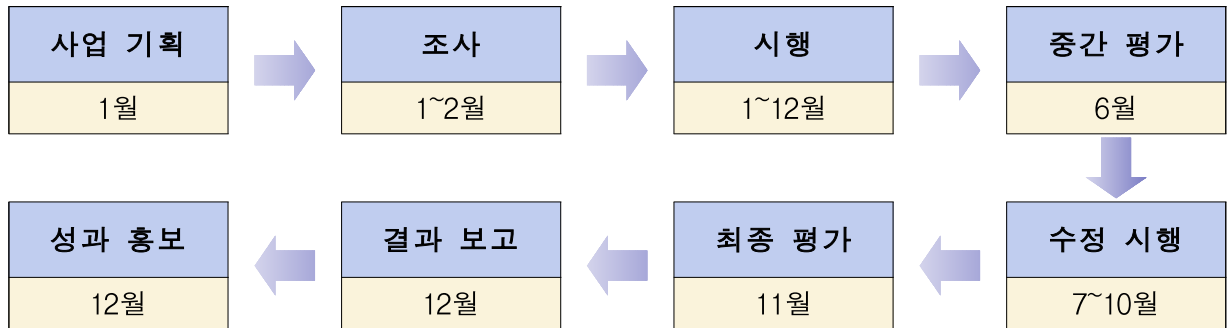 사업 기획
1월
조사
1~2월
시행
1~12월
중간 평가
6월
수정 시행
7~10월
최종 평가
11월
결과 보고
12월
성과 홍보
12월